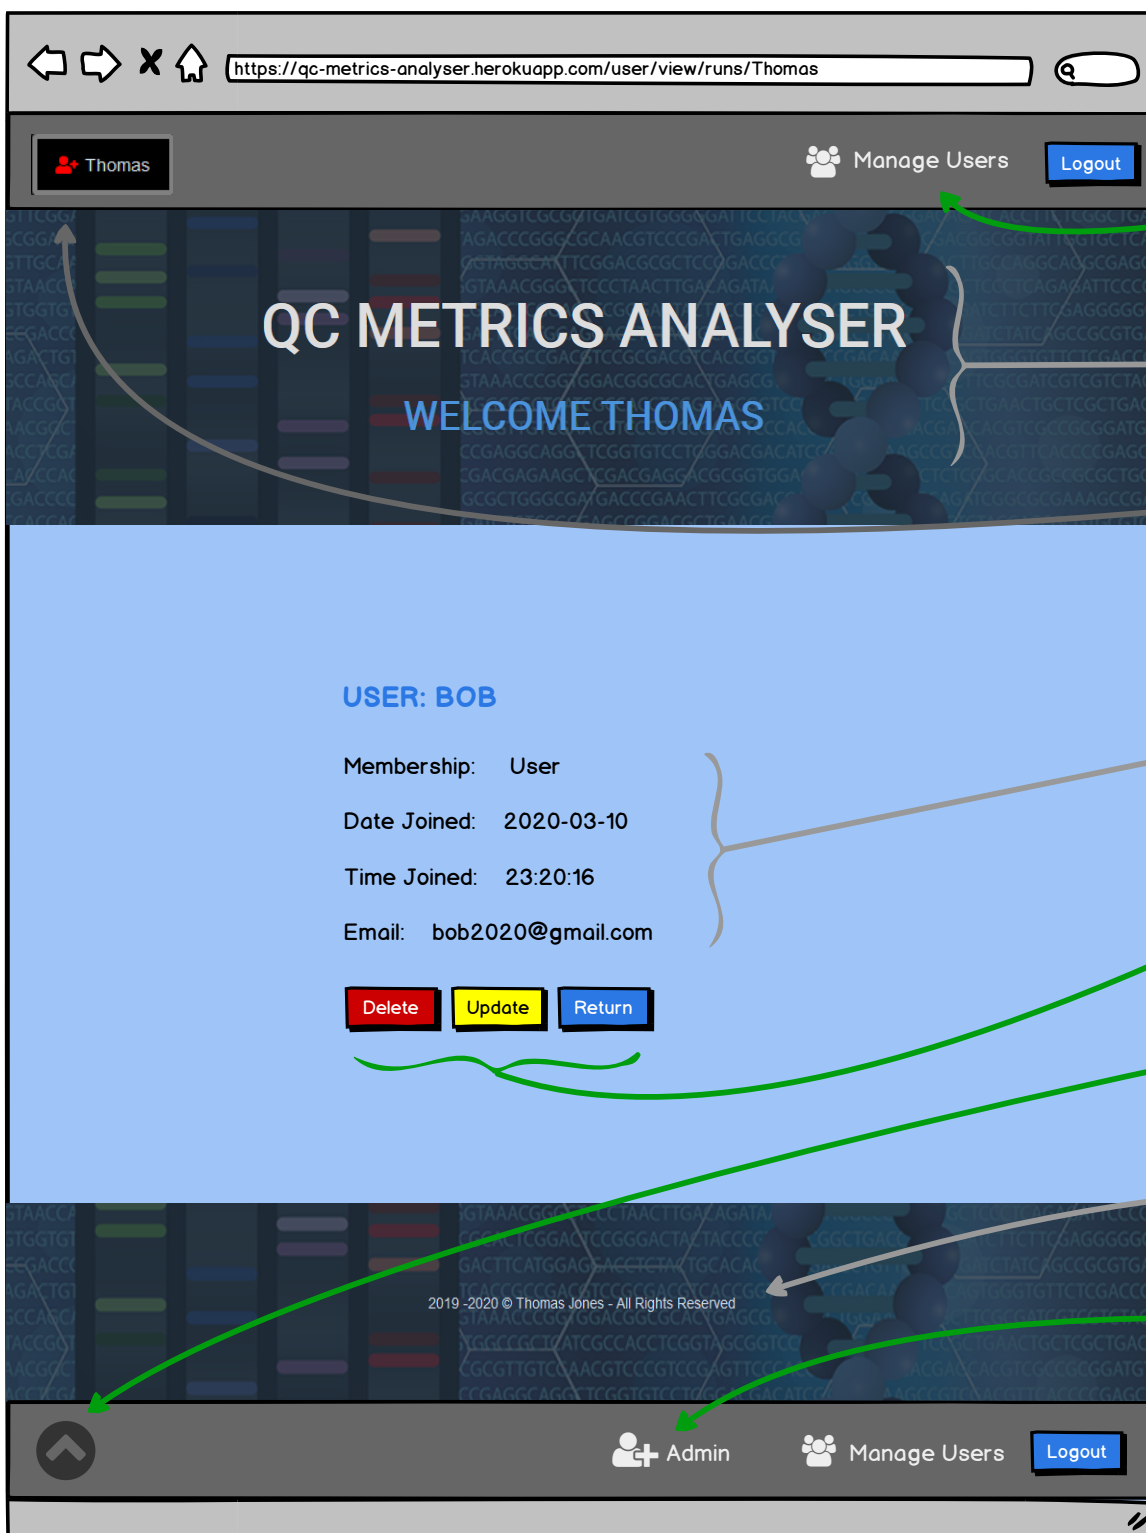 https://qc-metrics-analyser.herokuapp.com/user/view/runs/Thomas
Thomas
Manage Users
Logout
QC METRICS ANALYSER
WELCOME THOMAS
USER: BOB
Membership: User
Date Joined: 2020-03-10
Time Joined: 23:20:16
Email: bob2020@gmail.com
Delete Update Return
2019 -2020 © Thomas Jones - All Rights Reserved
Admin Manage Users Logout